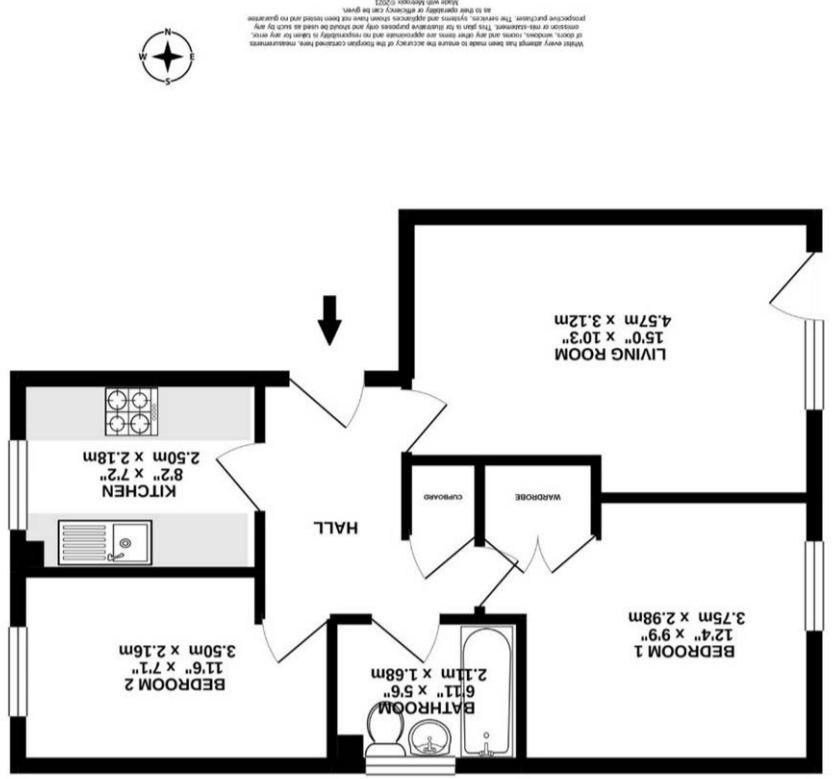 BATHROOM
6'11" x 5'6"
2.11m x 1.68m
BEDROOM 1
12'4" x 9'9"
3.75m x 2.98m
BEDROOM 2
11'6" x 7'1"
3.50m x 2.16m
HALL
WARDROBE
CUPBOARD
KITCHEN
8'2" x 7'2"
2.50m x 2.18m
LIVING ROOM
15'0" x 10'3"
4.57m x 3.12m
N
W E
S
Whilst every attempt has been made to ensure the accuracy of the floorplan contained here, measurements
of doors, windows, rooms and any other items are approximate and no responsibility is taken for any error,
omission or mis-statement. This plan is for illustrative purposes only and should be used as such by any
prospective purchaser. The services, systems and appliances shown have not been tested and no guarantee
as to their operability or efficiency can be given.
Made with Metropix ©2021